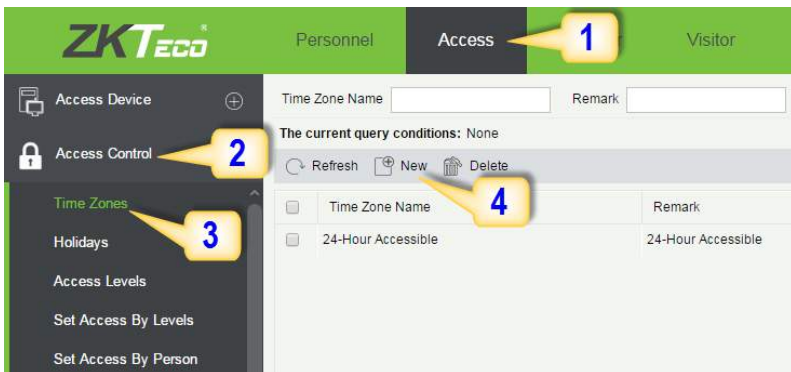 ZKTeco
Personnel Access 1 r Visitor
Access Device
Access Control 2
Time Zones 3
Holidays
Access Levels
Set Access By Levels
Set Access By Person
Time Zone Name Remark
The current query conditions: None
Refresh New Delete 4
Time Zone Name Remark
24-Hour Accessible 24-Hour Accessible